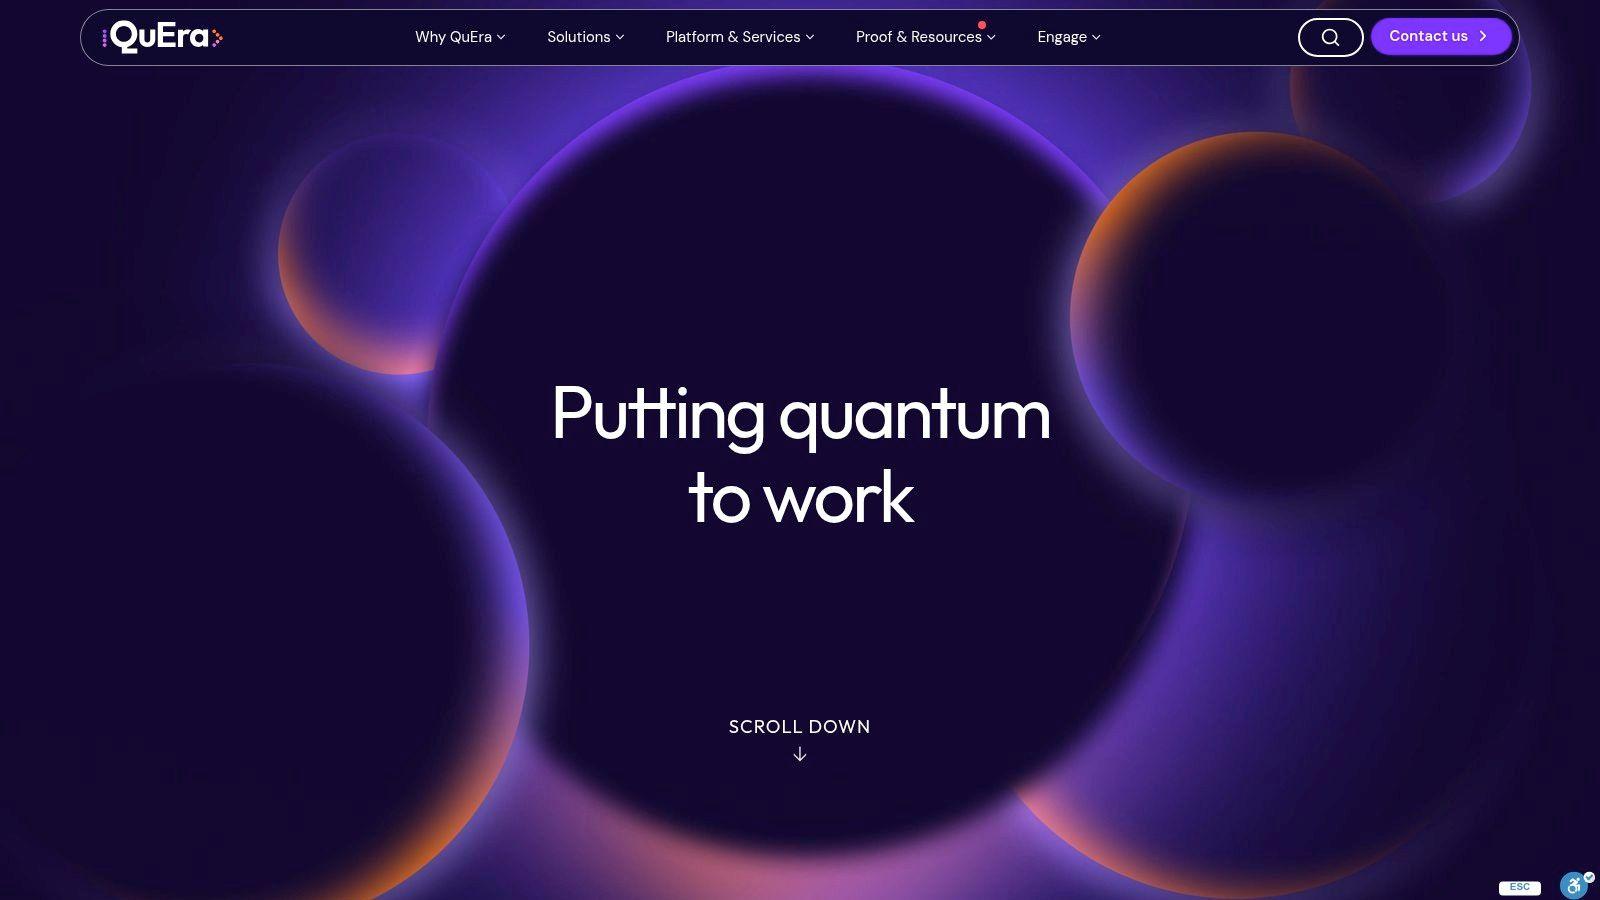 QuEra
Why QuEra
Solutions
Platform & Services
Proof & Resources
Engage
Contact us
Putting quantum
to work
SCROLL DOWN
ESC